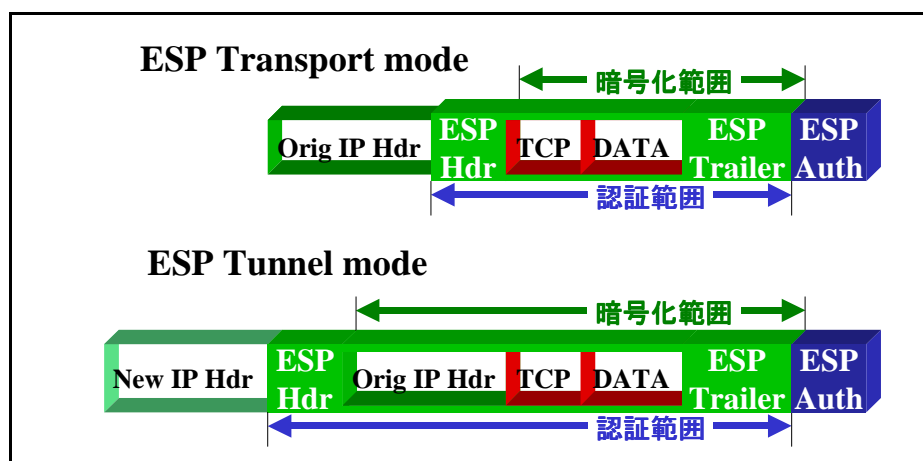 ESP Transport mode
暗号化範囲
Orig IP Hdr
ESP Hdr
TCP
DATA
ESP Trailer
ESP Auth
認証範囲
ESP Tunnel mode
暗号化範囲
New IP Hdr
ESP Hdr
Orig IP Hdr
TCP
DATA
ESP Trailer
ESP Auth
認証範囲